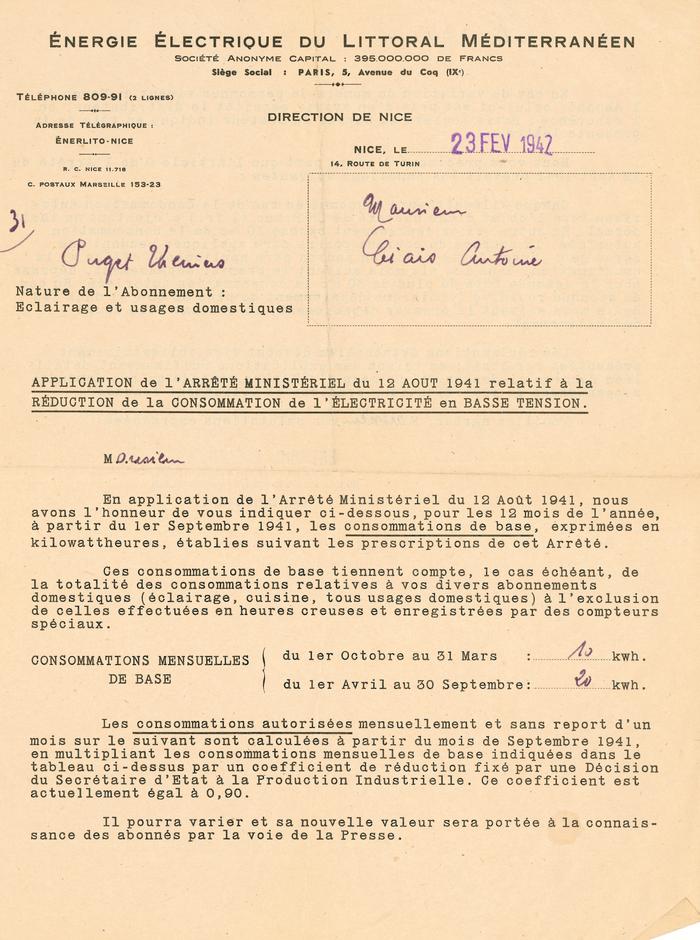 ÉNERGIE ÉLECTRIQUE DU LITTORAL MÉDITERRANÉEN
SOCIÉTÉ ANONYME CAPITAL : 395.000.000 DE FRANCS
Siège Social : PARIS, 5, Avenue du Coq (IXe)
TÉLÉPHONE 809-91 (2 LIGNES)
ADRESSE TÉLÉGRAPHIQUE :
ÉNERLITO-NICE
R. C. NICE 11.718
C. POSTAUX MARSEILLE 153-23
DIRECTION DE NICE
NICE, LE 23 FEV 1942
14, ROUTE DE TURIN
31
Monsieur
Ciais Antoine
Puget Theniers
Nature de l'Abonnement :
Eclairage et usages domestiques
APPLICATION de l'ARRÊTÉ MINISTÉRIEL du 12 AOUT 1941 relatif à la
RÉDUCTION de la CONSOMMATION de l'ÉLECTRICITÉ en BASSE TENSION.
Monsieur
En application de l'Arrêté Ministériel du 12 Août 1941, nous
avons l'honneur de vous indiquer ci-dessous, pour les 12 mois de l'année,
à partir du 1er Septembre 1941, les consommations de base, exprimées en
kilowattheures, établies suivant les prescriptions de cet Arrêté.
Ces consommations de base tiennent compte, le cas échéant, de
la totalité des consommations relatives à vos divers abonnements
domestiques (éclairage, cuisine, tous usages domestiques) à l'exclusion
de celles effectuées en heures creuses et enregistrées par des compteurs
spéciaux.
CONSOMMATIONS MENSUELLES
DE BASE
du 1er Octobre au 31 Mars : 10 kwh.
du 1er Avril au 30 Septembre: 20 kwh.
Les consommations autorisées mensuellement et sans report d'un
mois sur le suivant sont calculées à partir du mois de Septembre 1941,
en multipliant les consommations mensuelles de base indiquées dans le
tableau ci-dessus par un coefficient de réduction fixé par une Décision
du Secrétaire d'Etat à la Production Industrielle. Ce coefficient est
actuellement égal à 0,90.
Il pourra varier et sa nouvelle valeur sera portée à la connais-
sance des abonnés par la voie de la Presse.